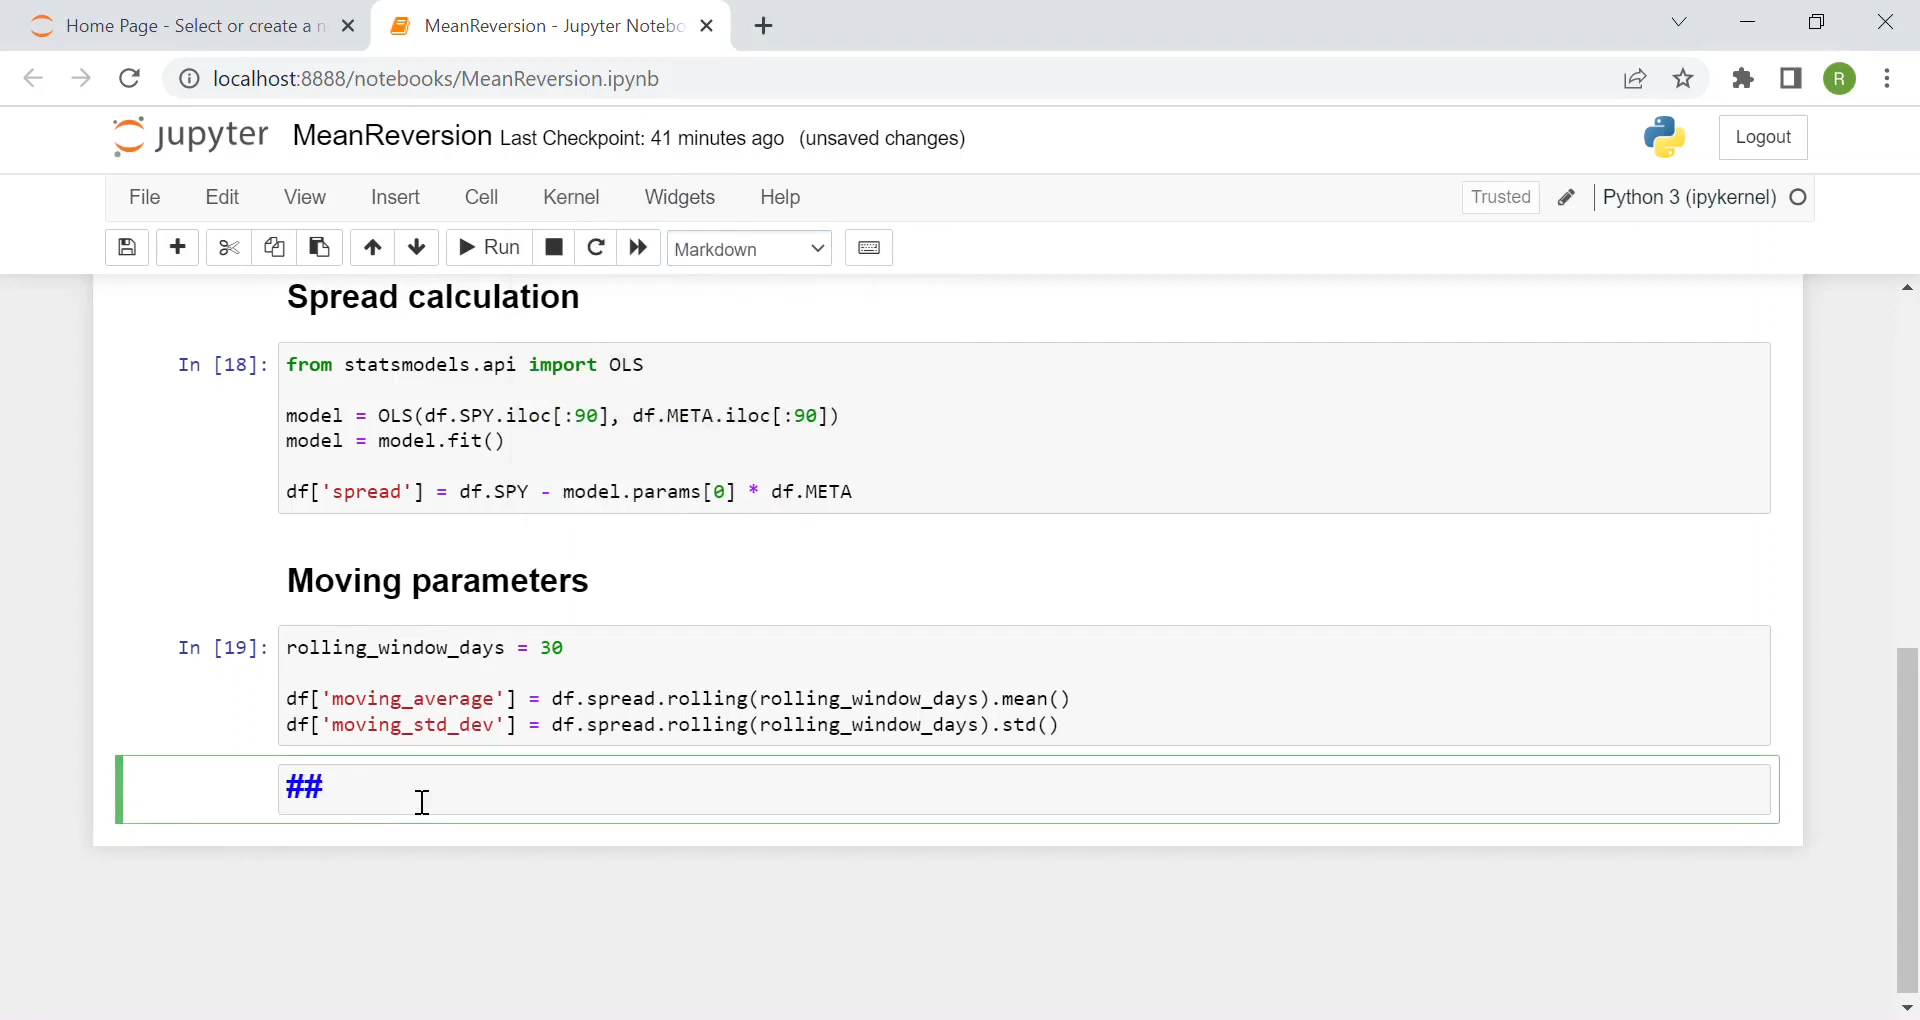 Home Page - Select or create a n
MeanReversion - Jupyter Notebo
localhost:8888/notebooks/MeanReversion.ipynb
R
jupyter MeanReversion Last Checkpoint: 41 minutes ago (unsaved changes)
Logout
File Edit View Insert Cell Kernel Widgets Help
Trusted
Python 3 (ipykernel)
Run
Markdown
Spread calculation
In [18]:
from statsmodels.api import OLS
model = OLS(df.SPY.iloc[:90], df.META.iloc[:90])
model = model.fit()
df['spread'] = df.SPY - model.params[0] * df.META
Moving parameters
In [19]:
rolling_window_days = 30
df['moving_average'] = df.spread.rolling(rolling_window_days).mean()
df['moving_std_dev'] = df.spread.rolling(rolling_window_days).std()
##